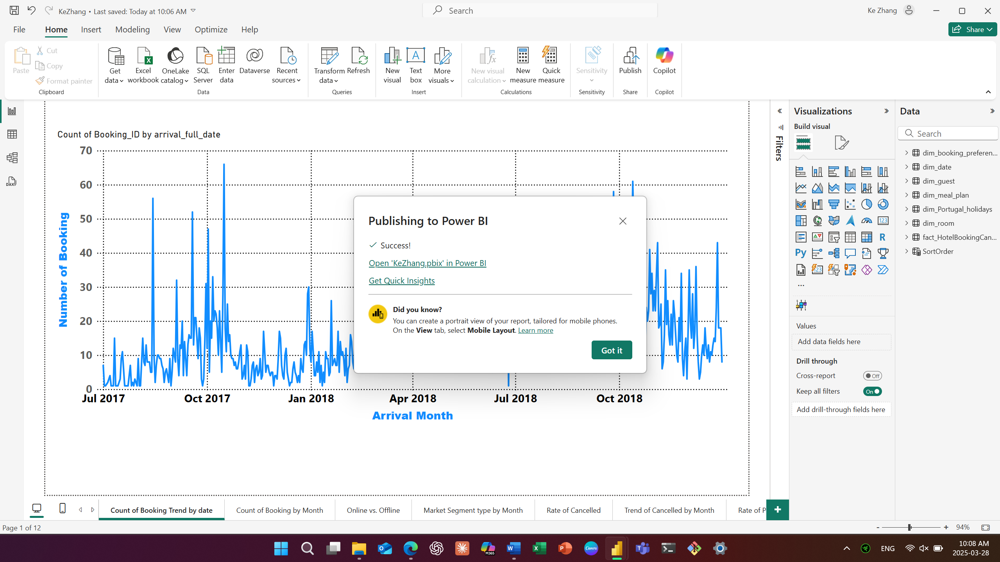 KeZhang • Last saved: Today at 10:06 AM
Search
Ke Zhang
File
Home
Insert
Modeling
View
Optimize
Help
Share
Paste
Cut
Copy
Format painter
Clipboard
Get data
Excel workbook
OneLake catalog
SQL Server
Enter data
Dataverse
Recent sources
Data
Transform data
Refresh
Queries
New visual
Text box
More visuals
Insert
New visual calculation
New measure
Quick measure
Calculations
Sensitivity
Sensitivity
Publish
Share
Copilot
Copilot
DAX
Count of Booking_ID by arrival_full_date
70
60
50
40
30
20
10
0
Number of Booking
Jul 2017
Oct 2017
Jan 2018
Apr 2018
Jul 2018
Oct 2018
Arrival Month
Publishing to Power BI
Success!
Open 'KeZhang.pbix' in Power BI
Get Quick Insights
Did you know?
You can create a portrait view of your report, tailored for mobile phones.
On the View tab, select Mobile Layout. Learn more
Got it
Filters
Visualizations
Build visual
123
R
Py
123
...
Values
Add data fields here
Drill through
Cross-report
Off
Keep all filters
On
Add drill-through fields here
Data
Search
dim_booking_preferen...
dim_date
dim_guest
dim_meal_plan
dim_Portugal_holidays
dim_room
fact_HotelBookingCan...
SortOrder
Count of Booking Trend by date
Count of Booking by Month
Online vs. Offline
Market Segment type by Month
Rate of Cancelled
Trend of Cancelled by Month
Rate of P
+
Page 1 of 12
- + 94%
M365
Canva
ENG
10:08 AM
2025-03-28